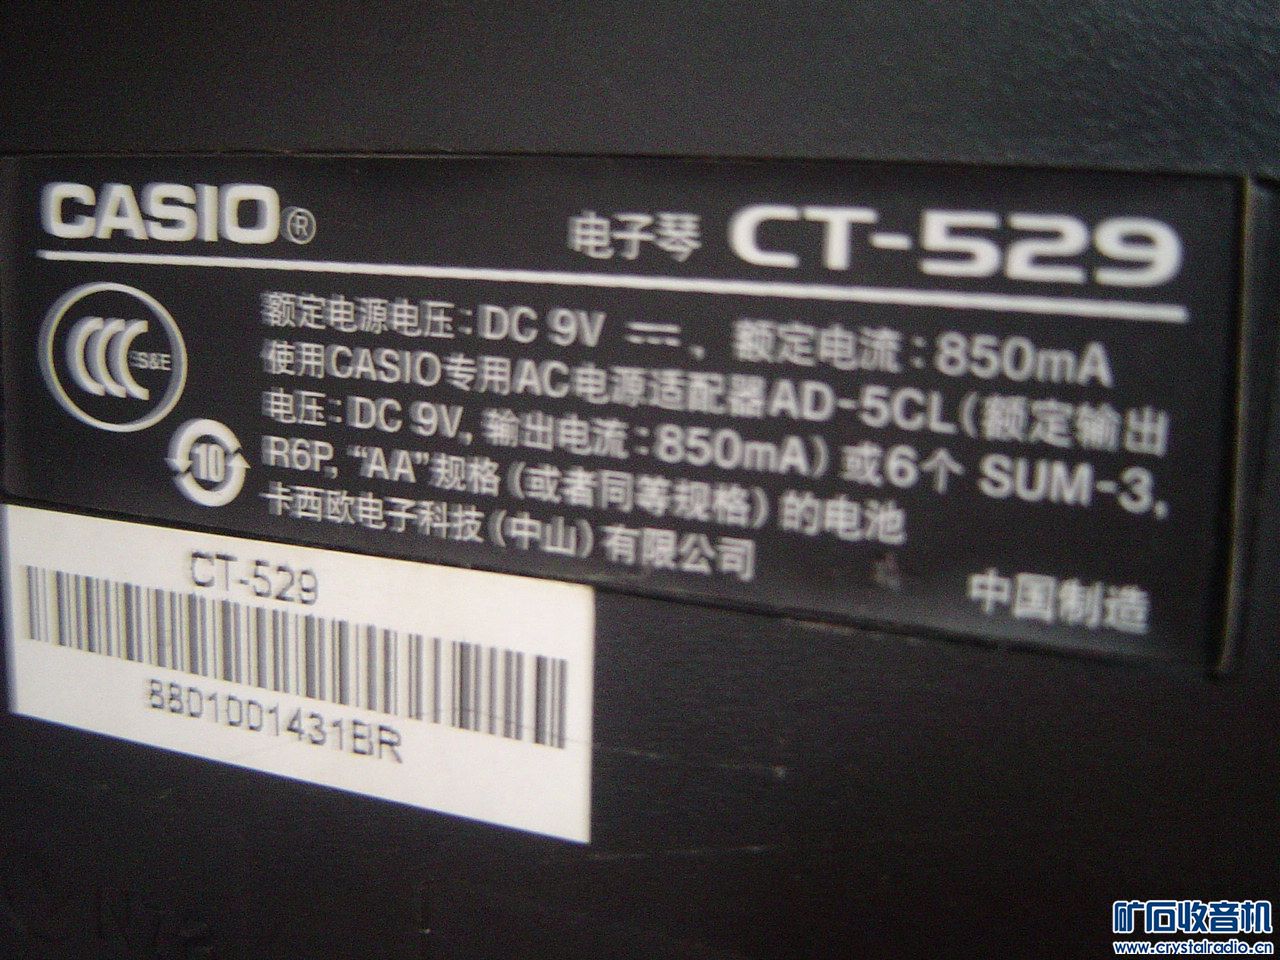 CASIO®
电子琴 CT-529
S&E
额定电源电压：DC 9V ⎓，额定电流：850mA
使用CASIO专用AC电源适配器AD-5CL（额定输出
电压：DC 9V，输出电流：850mA）或6个 SUM-3，
R6P，“AA”规格（或者同等规格）的电池
卡西欧电子科技（中山）有限公司
中国制造
10
CT-529
8801001431BR
矿石收音机
www.crystalradio.cn